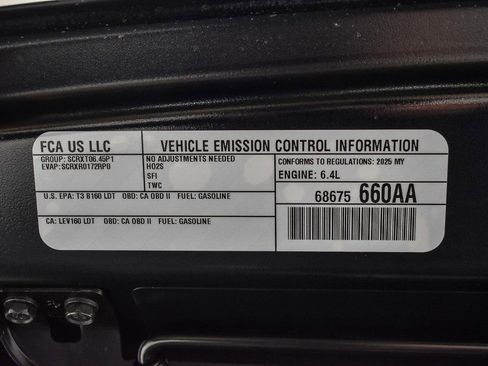 FCA US LLC
VEHICLE EMISSION CONTROL INFORMATION
GROUP: SCRXT06.45P1
EVAP: SCRXR0172RP0
NO ADJUSTMENTS NEEDED
HO2S
SFI
TWC
CONFORMS TO REGULATIONS: 2025 MY
ENGINE: 6.4L
U.S. EPA: T3 B160 LDT OBD: CA OBD II FUEL: GASOLINE
68675 660AA
CA: LEV160 LDT OBD: CA OBD II FUEL: GASOLINE